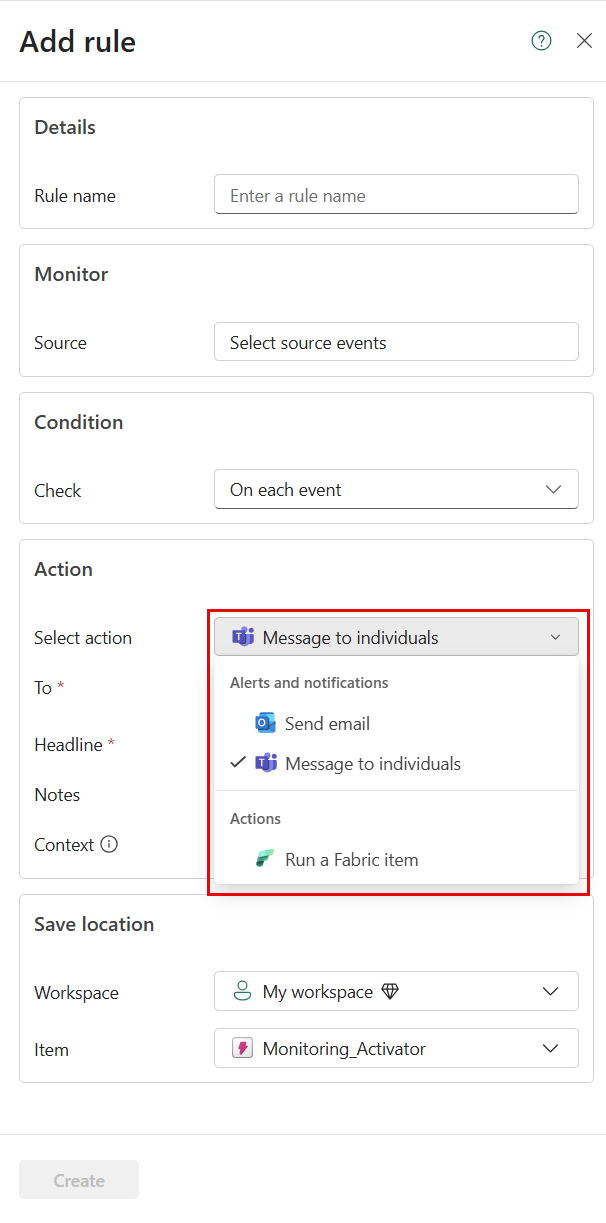 Add rule
Details
Rule name
Enter a rule name
Monitor
Source
Select source events
Condition
Check
On each event
Action
Select action
Message to individuals
To *
Headline *
Notes
Context
Alerts and notifications
Send email
Message to individuals
Actions
Run a Fabric item
Save location
Workspace
My workspace
Item
Monitoring_Activator
Create